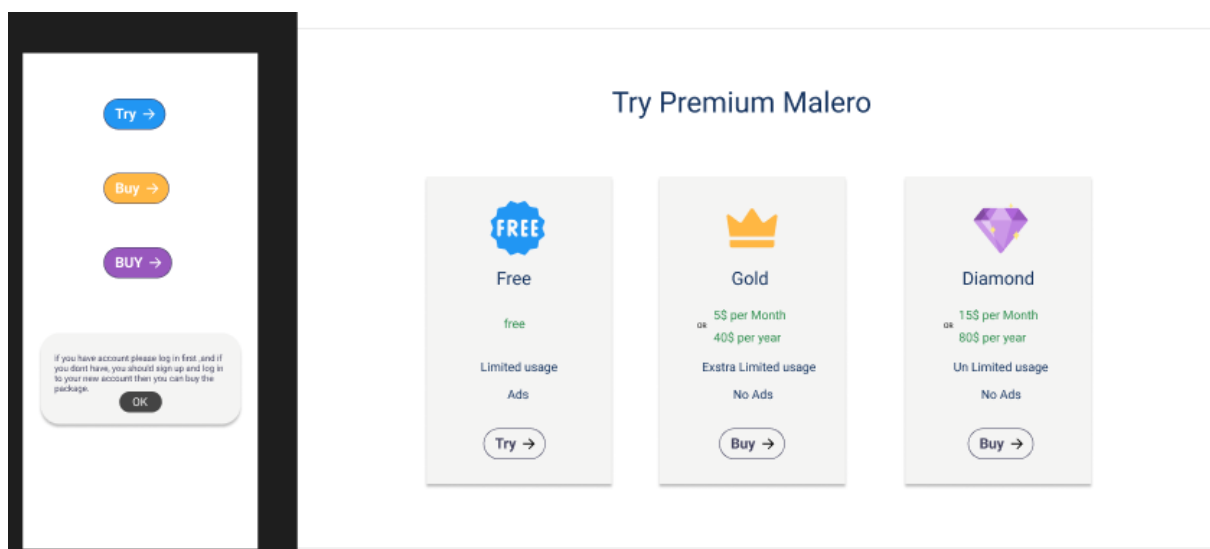 Try →
Buy →
BUY →
if you have account please log in first ,and if
you dont have, you should sign up and log in
to your new account then you can buy the
package.
OK
Try Premium Malero
FREE
Free
free
Limited usage
Ads
Try →
Gold
OR
5$ per Month
40$ per year
Exstra Limited usage
No Ads
Buy →
Diamond
OR
15$ per Month
80$ per year
Un Limited usage
No Ads
Buy →